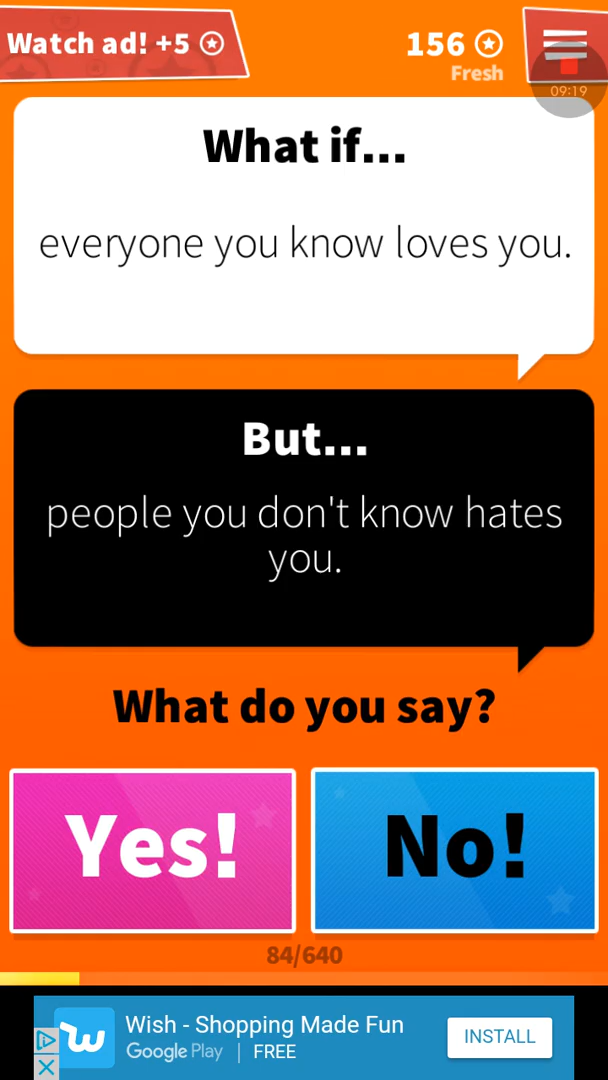 Watch ad! +5
156
Fresh
09:19
What if...
everyone you know loves you.
But...
people you don't know hates
you.
What do you say?
Yes!
No!
84/640
Wish - Shopping Made Fun
Google Play | FREE
INSTALL